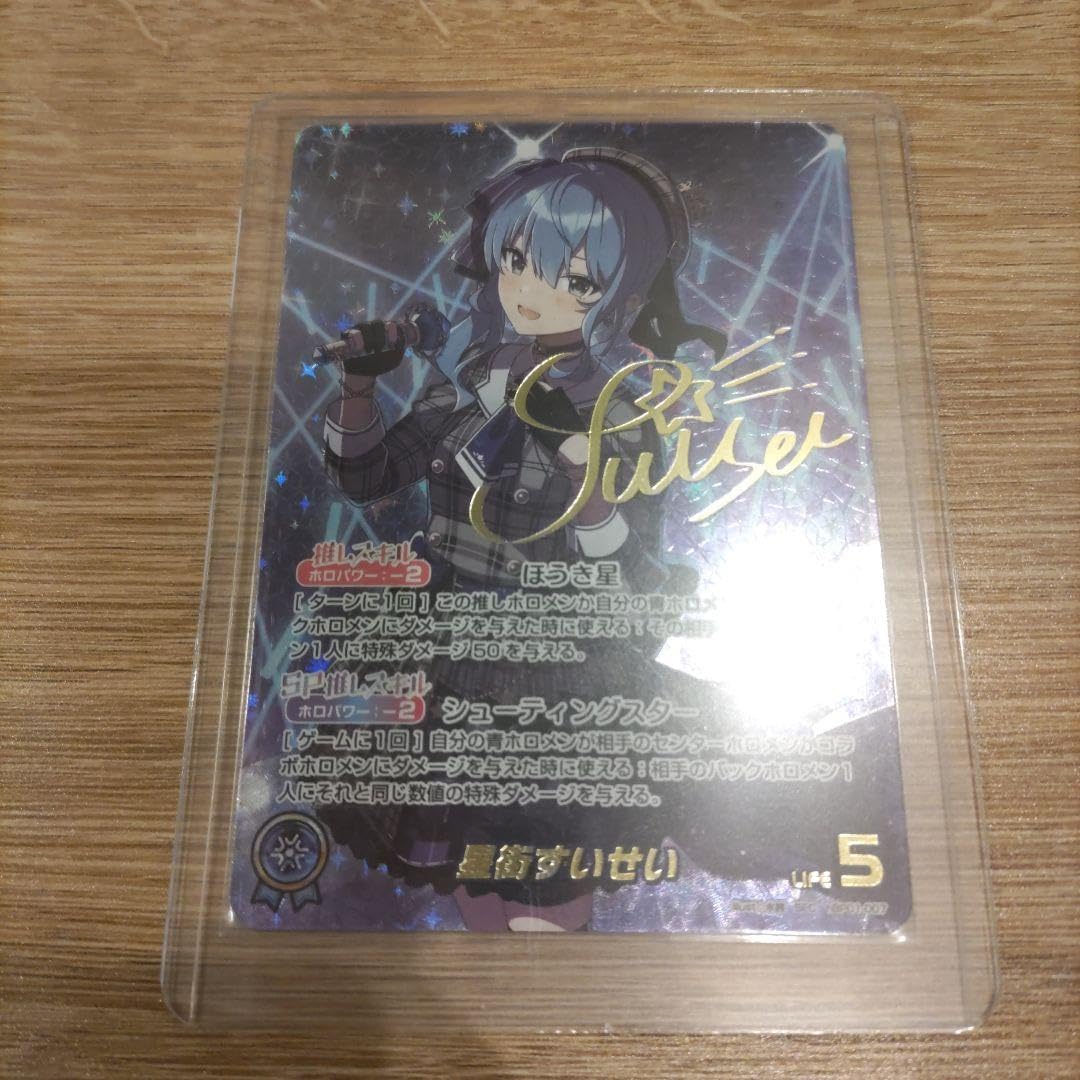 Suisei
推しスキル
ホロパワー：－2
ほうき星
[ ターンに1回 ] この推しホロメンか自分の青ホロメ
クホロメンにダメージを与えた時に使える：その相
ン1人に特殊ダメージ50を与える。
SP推しスキル
ホロパワー：－2
シューティングスター
[ ゲームに1回 ] 自分の青ホロメンが相手のセンターホロメンかコラ
ボホロメンにダメージを与えた時に使える：相手のバックホロメン1
人にそれと同じ数値の特殊ダメージを与える。
星街すいせい
LIFE 5